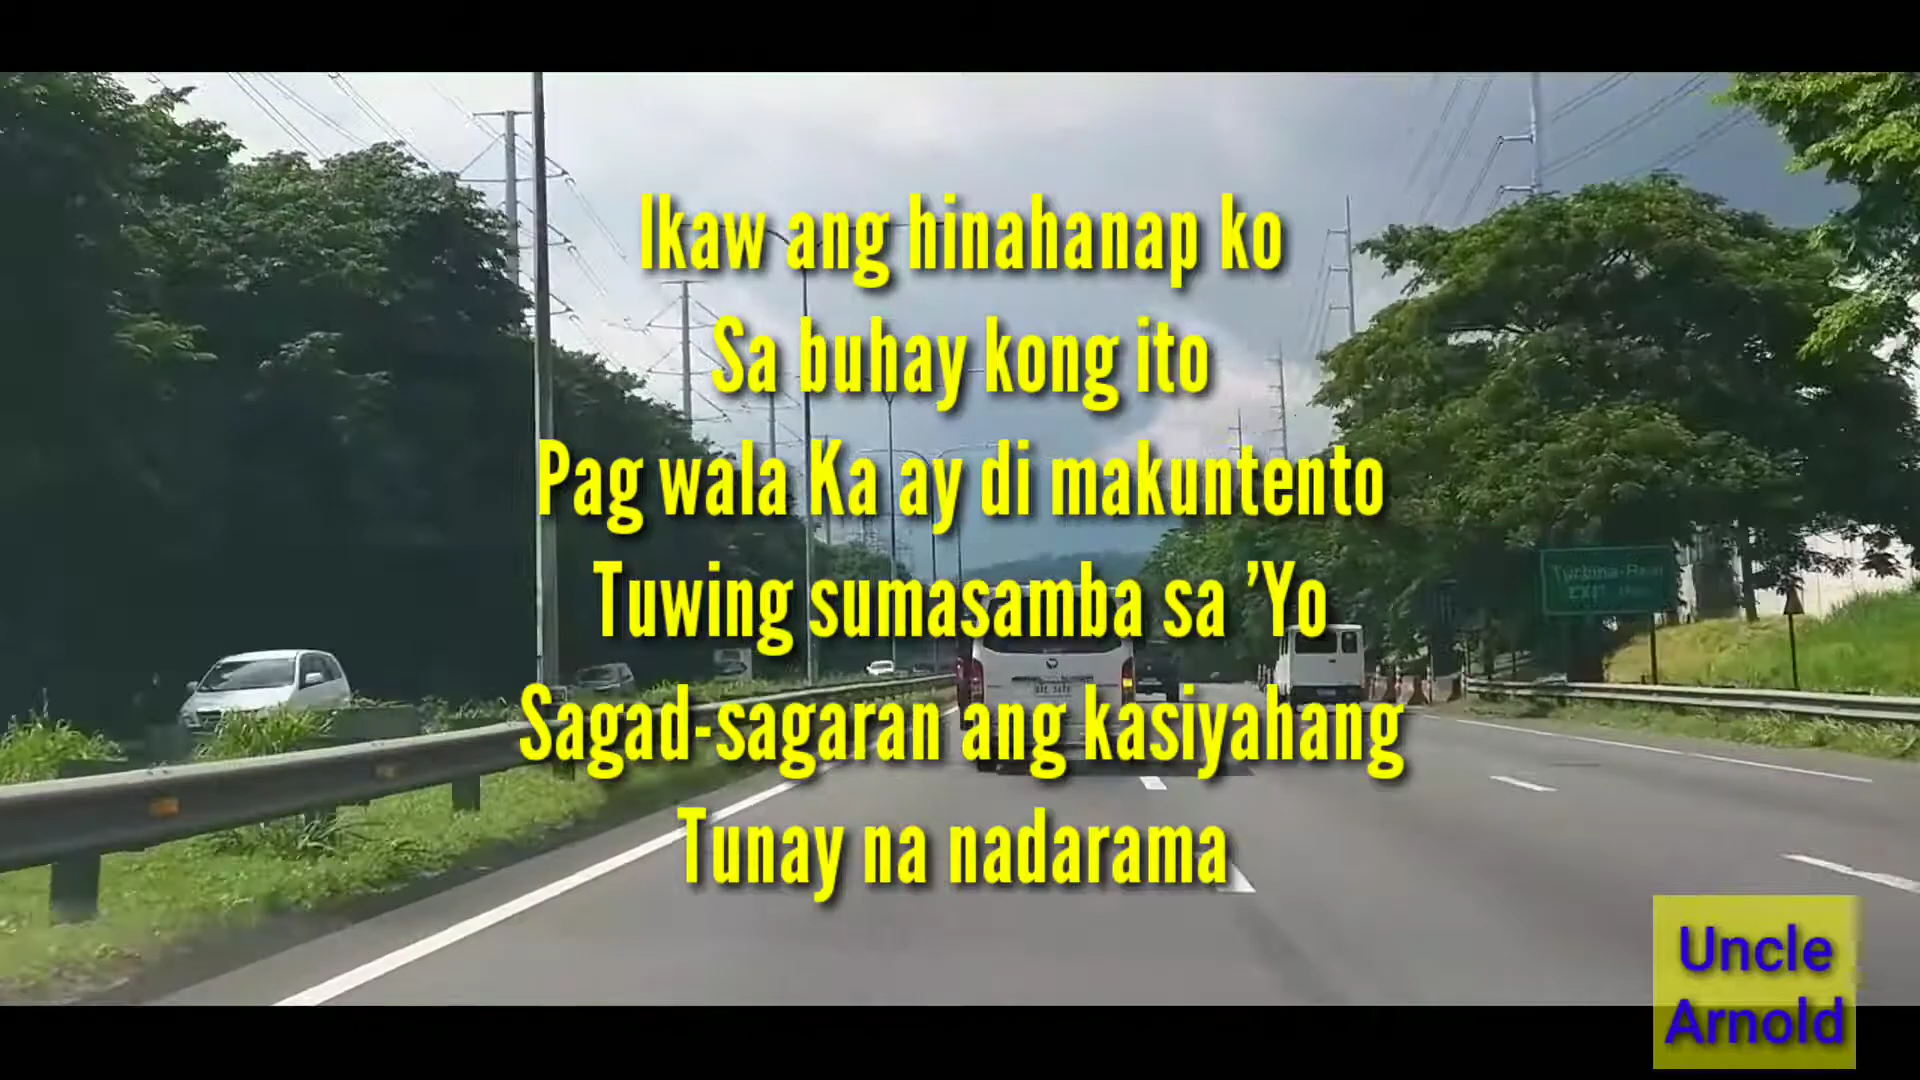 Ikaw ang hinahanap ko
Sa buhay kong ito
Pag wala Ka ay di makuntento
Tuwing sumasamba sa 'Yo
Sagad-sagaran ang kasiyahang
Tunay na nadarama
EXIT
Uncle
Arnold